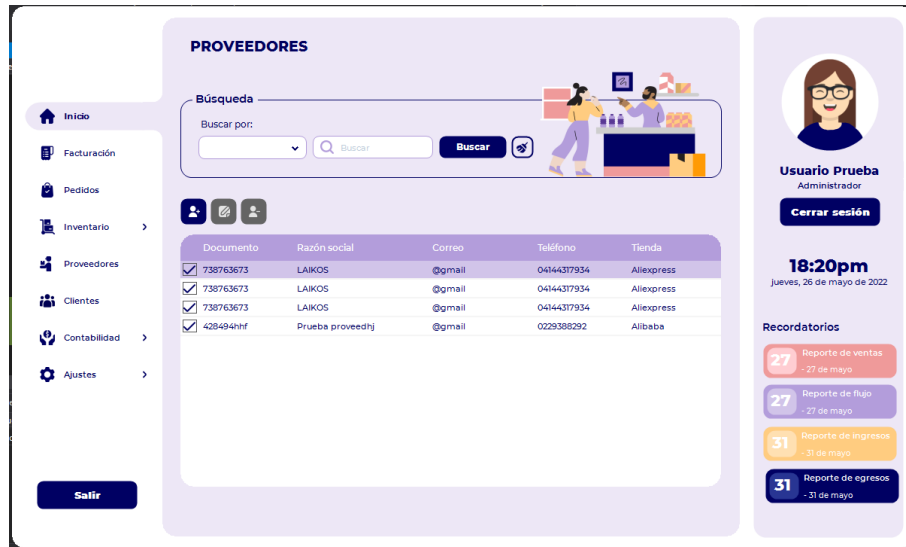 PROVEEDORES
Búsqueda
Buscar por:
Buscar
Buscar
Inicio
Facturación
Pedidos
Inventario
Proveedores
Clientes
Contabilidad
Ajustes
Salir
Documento Razón social Correo Teléfono Tienda
738763673 LAIKOS @gmail 04144317934 Aliexpress
738763673 LAIKOS @gmail 04144317934 Aliexpress
738763673 LAIKOS @gmail 04144317934 Aliexpress
428494hhf Prueba proveedhj @gmail 0229388292 Alibaba
Usuario Prueba
Administrador
Cerrar sesión
18:20pm
jueves, 26 de mayo de 2022
Recordatorios
27 Reporte de ventas
- 27 de mayo
27 Reporte de flujo
- 27 de mayo
31 Reporte de ingresos
- 31 de mayo
31 Reporte de egresos
- 31 de mayo